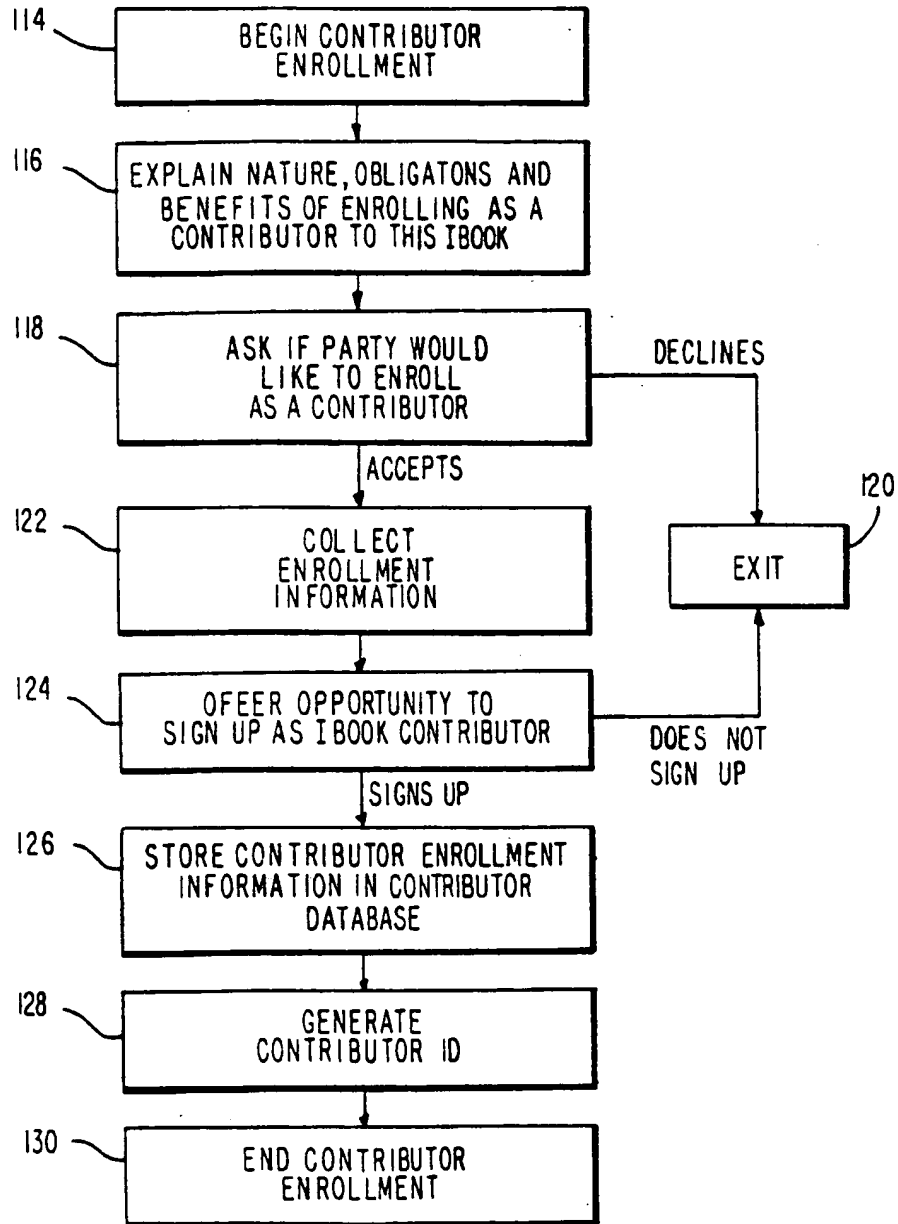 114
BEGIN CONTRIBUTOR
ENROLLMENT
116
EXPLAIN NATURE, OBLIGATONS AND
BENEFITS OF ENROLLING AS A
CONTRIBUTOR TO THIS IBOOK
118
ASK IF PARTY WOULD
LIKE TO ENROLL
AS A CONTRIBUTOR
DECLINES
ACCEPTS
120
EXIT
122
COLLECT
ENROLLMENT
INFORMATION
124
OFEER OPPORTUNITY TO
SIGN UP AS IBOOK CONTRIBUTOR
DOES NOT
SIGN UP
SIGNS UP
126
STORE CONTRIBUTOR ENROLLMENT
INFORMATION IN CONTRIBUTOR
DATABASE
128
GENERATE
CONTRIBUTOR ID
130
END CONTRIBUTOR
ENROLLMENT